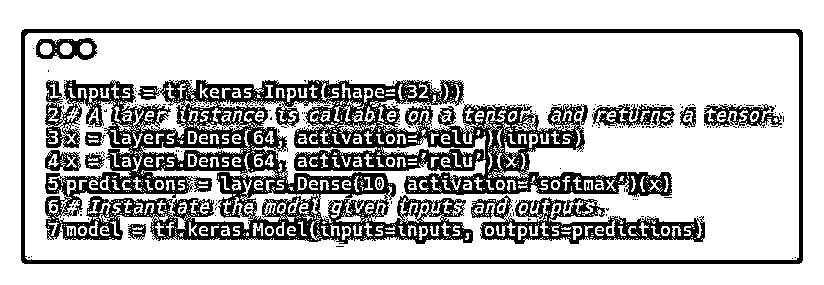 1 inputs = tf.keras.Input(shape=(32,))
2 # A layer instance is callable on a tensor, and returns a tensor.
3 x = layers.Dense(64, activation='relu')(inputs)
4 x = layers.Dense(64, activation='relu')(x)
5 predictions = layers.Dense(10, activation='softmax')(x)
6 # Instantiate the model given inputs and outputs.
7 model = tf.keras.Model(inputs=inputs, outputs=predictions)